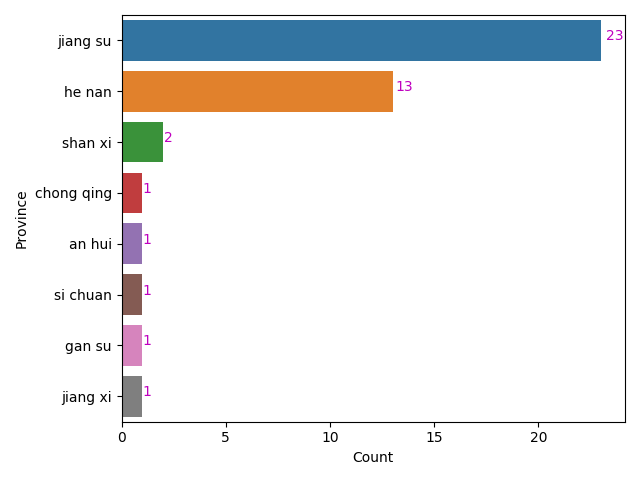 jiang su 23
he nan 13
shan xi 2
chong qing 1
an hui 1
si chuan 1
gan su 1
jiang xi 1
Province
0 5 10 15 20
Count